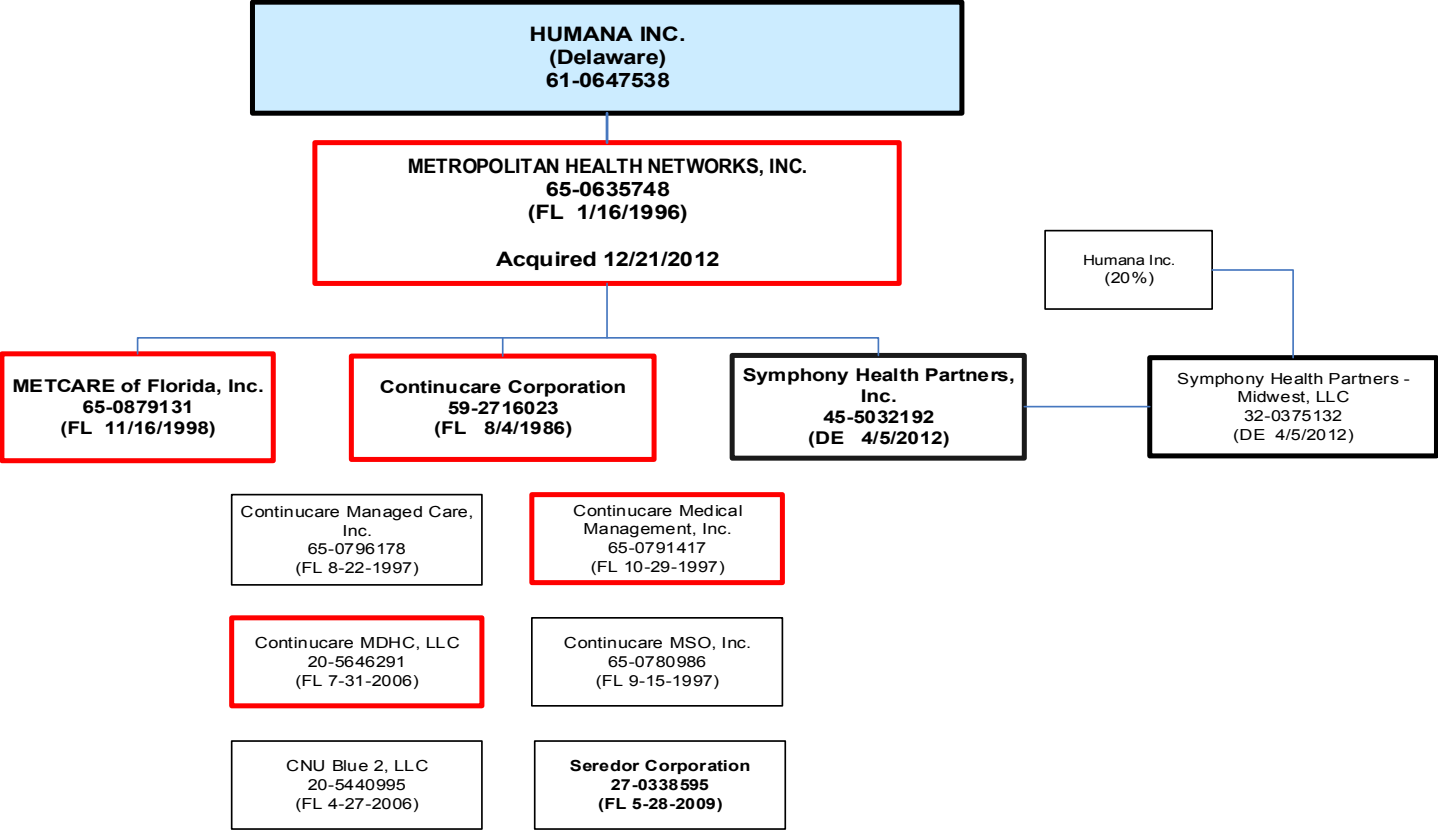 HUMANA INC.
(Delaware)
61-0647538
METROPOLITAN HEALTH NETWORKS, INC.
65-0635748
(FL 1/16/1996)
Acquired 12/21/2012
Humana Inc.
(20%)
METCARE of Florida, Inc.
65-0879131
(FL 11/16/1998)
Continucare Corporation
59-2716023
(FL 8/4/1986)
Symphony Health Partners,
Inc.
45-5032192
(DE 4/5/2012)
Symphony Health Partners -
Midwest, LLC
32-0375132
(DE 4/5/2012)
Continucare Managed Care,
Inc.
65-0796178
(FL 8-22-1997)
Continucare Medical
Management, Inc.
65-0791417
(FL 10-29-1997)
Continucare MDHC, LLC
20-5646291
(FL 7-31-2006)
Continucare MSO, Inc.
65-0780986
(FL 9-15-1997)
CNU Blue 2, LLC
20-5440995
(FL 4-27-2006)
Seredor Corporation
27-0338595
(FL 5-28-2009)